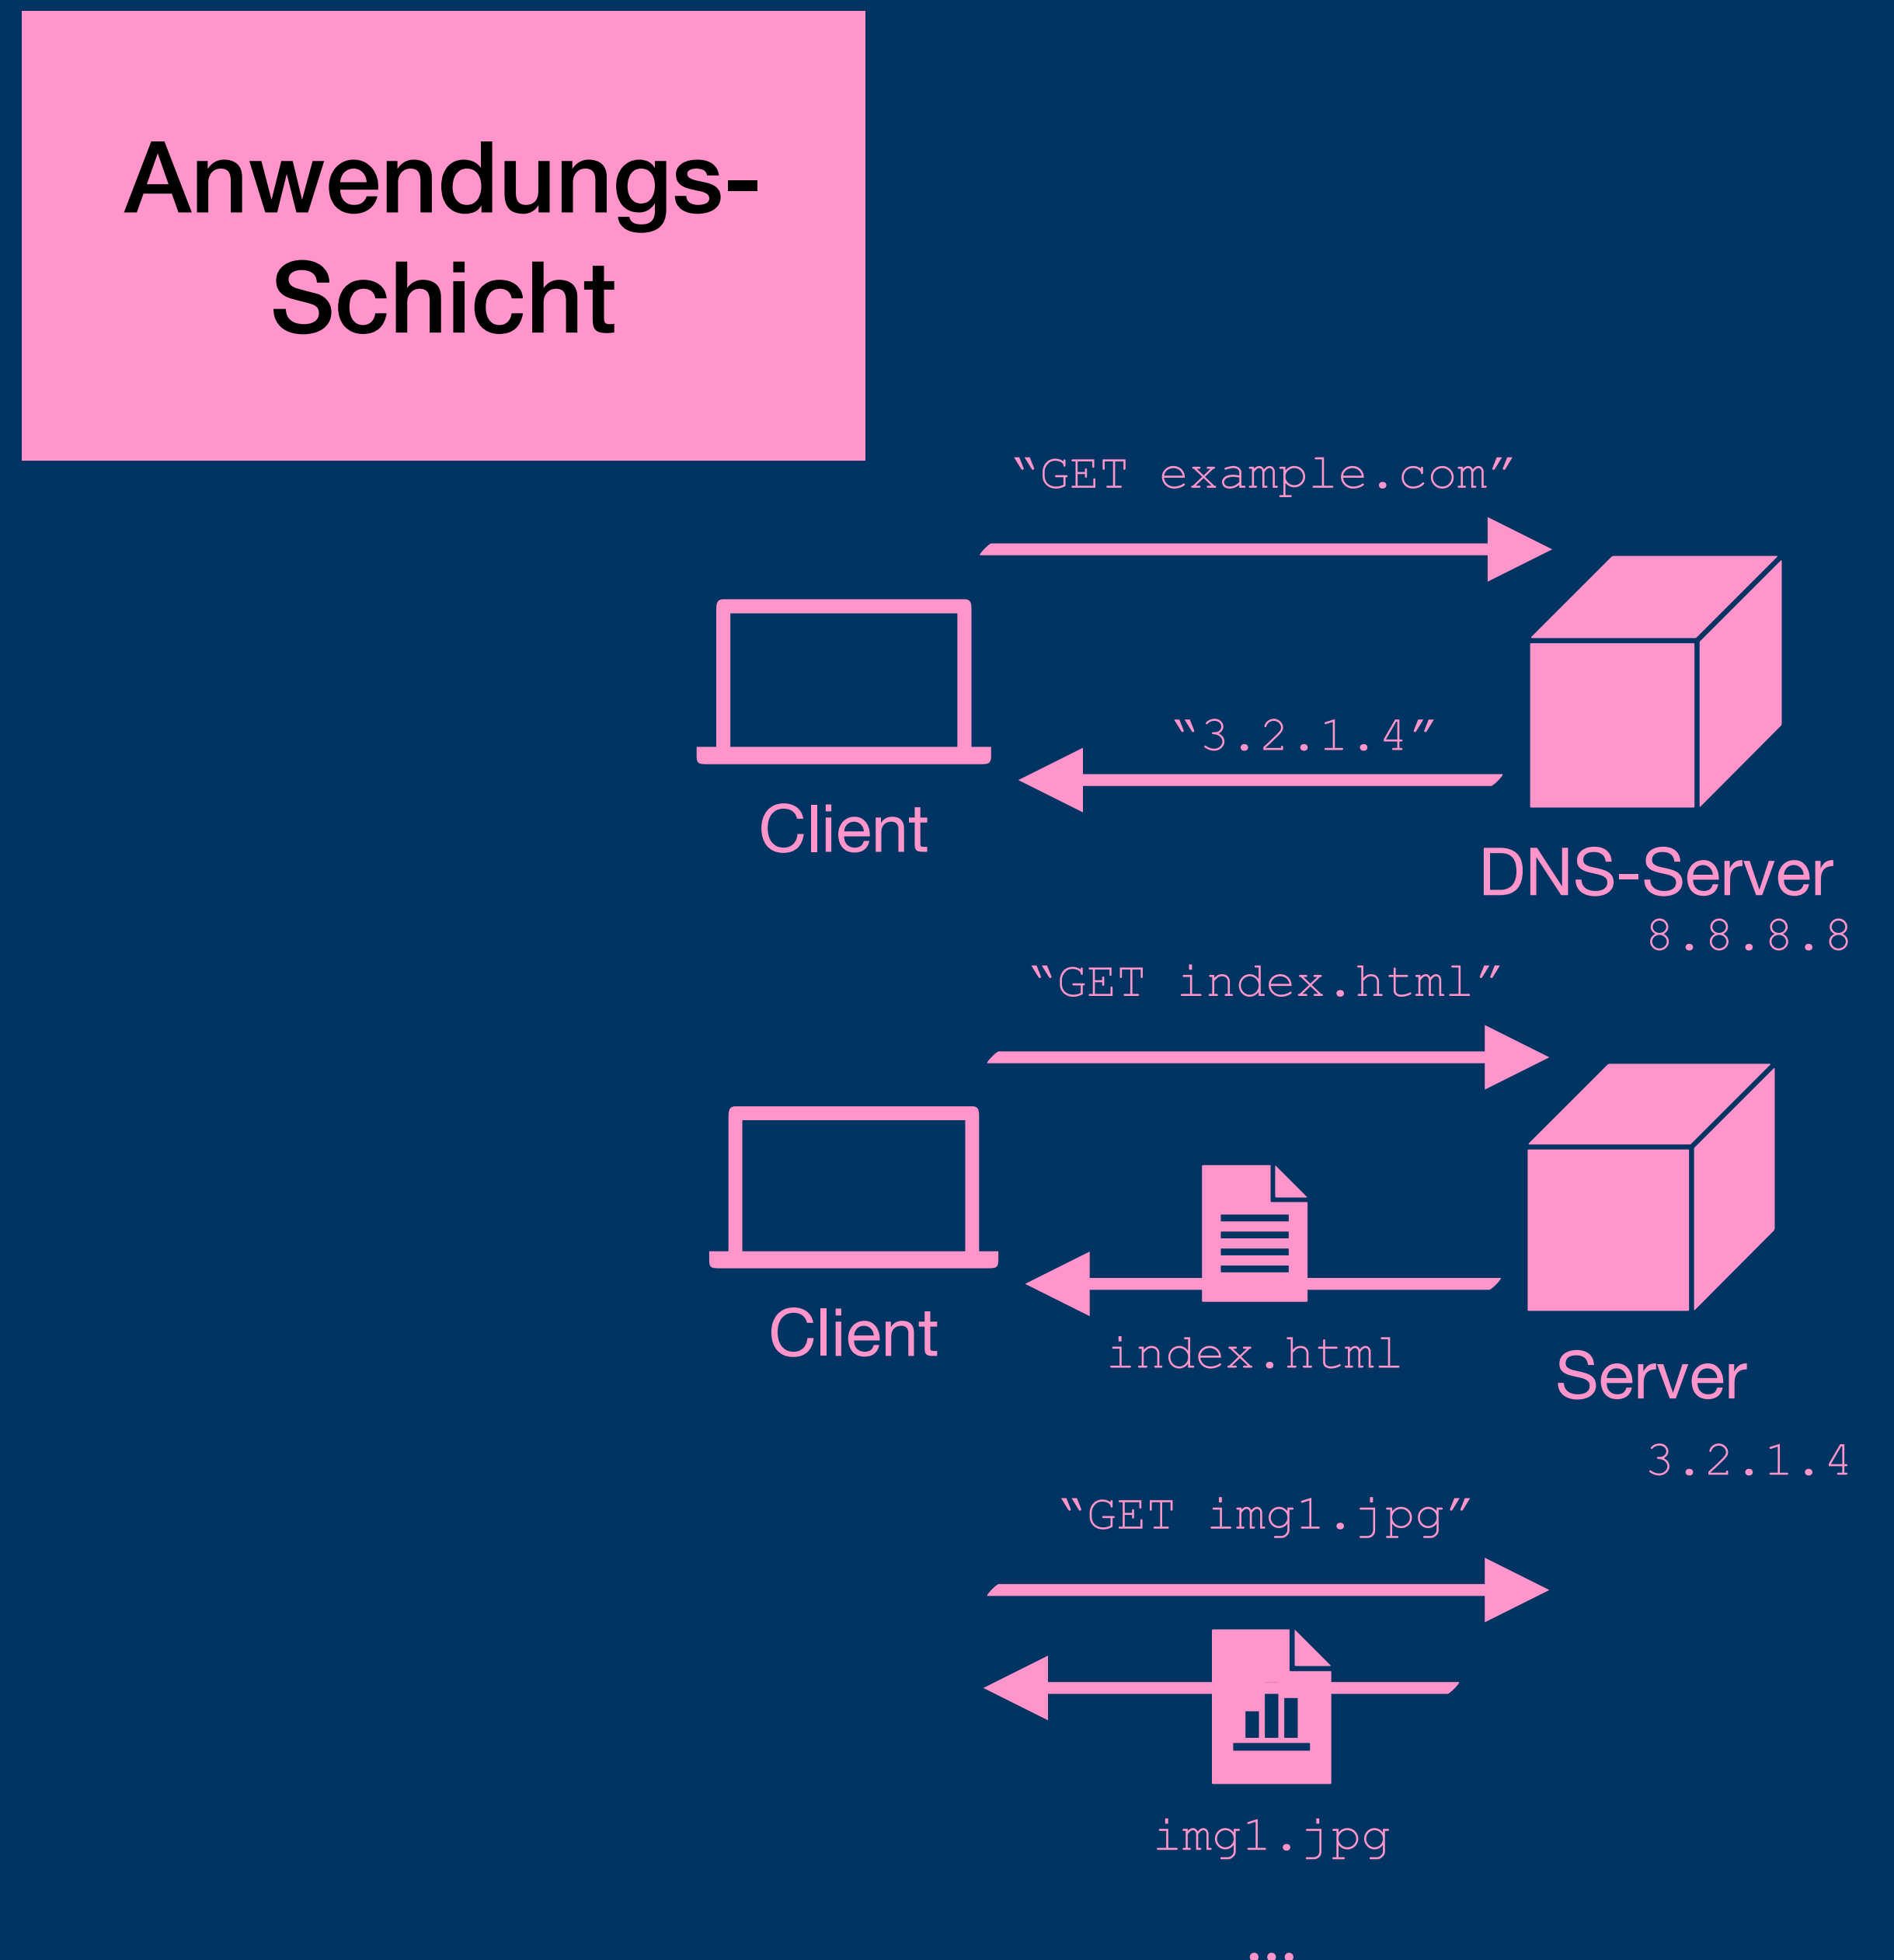 Anwendungs-
Schicht
“GET example.com”
“3.2.1.4”
Client
DNS-Server
8.8.8.8
“GET index.html”
index.html
Client
Server
3.2.1.4
“GET img1.jpg”
img1.jpg
...